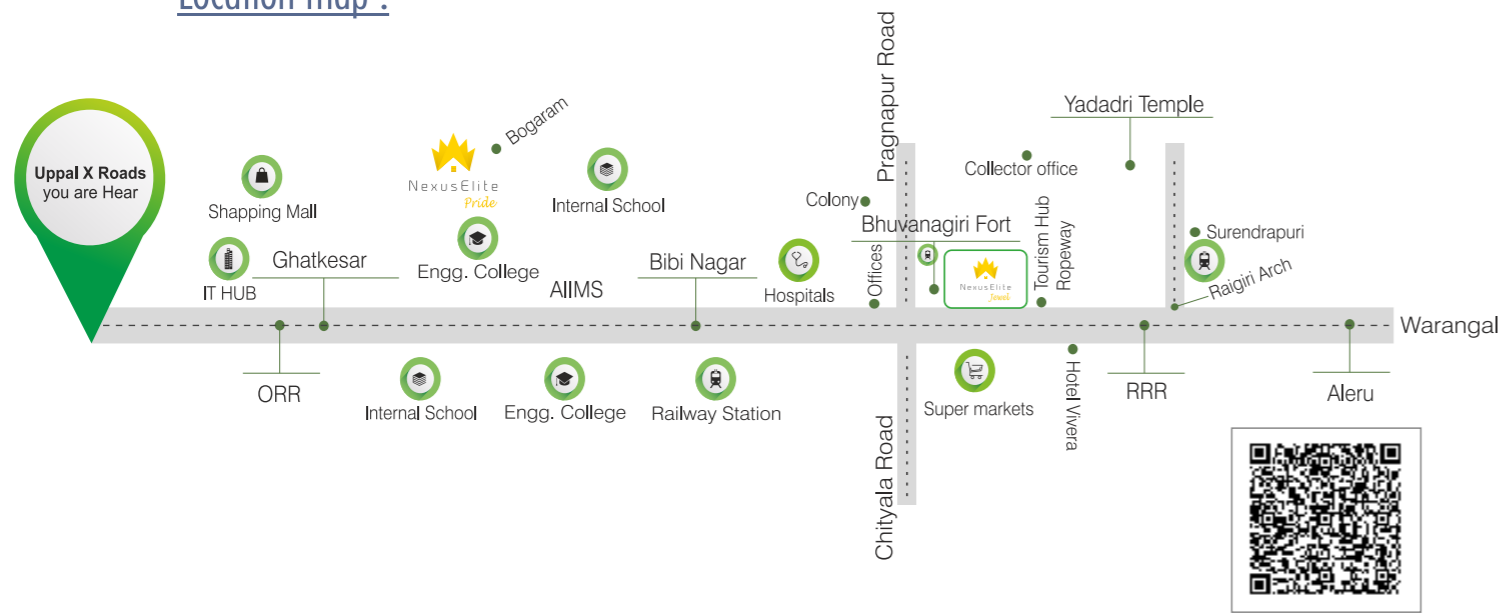 Location map :
Uppal X Roads
you are Hear
Shapping Mall
IT HUB
Ghatkesar
ORR
NexusElite
Pride
Bogaram
Engg. College
Internal School
AIIMS
Bibi Nagar
Internal School
Engg. College
Railway Station
Hospitals
Colony
Offices
Pragnapur Road
Chityala Road
Bhuvanagiri Fort
NexusElite
Jewel
Super markets
Collector office
Tourism Hub
Ropeway
Hotel Vivera
Yadadri Temple
Surendrapuri
Raigiri Arch
RRR
Aleru
Warangal